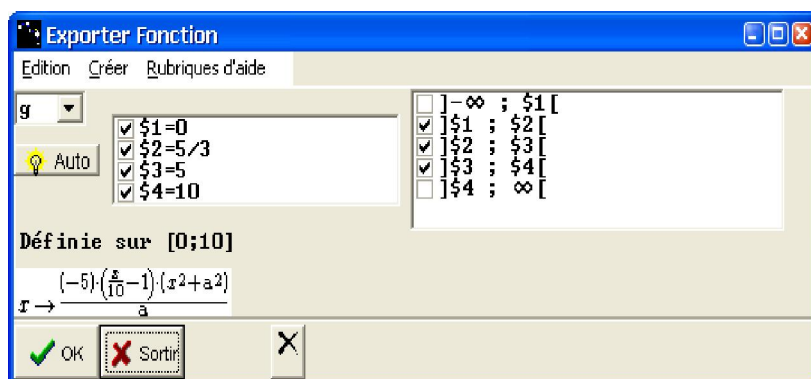 Exporter Fonction
Edition Créer Rubriques d'aide
g
Auto
$1=0
$2=5/3
$3=5
$4=10
]-∞ ; $1[
]$1 ; $2[
]$2 ; $3[
]$3 ; $4[
]$4 ; ∞[
Définie sur [0;10]
x → (-5)·(a/10-1)·(x²+a²)/a
OK
Sortir